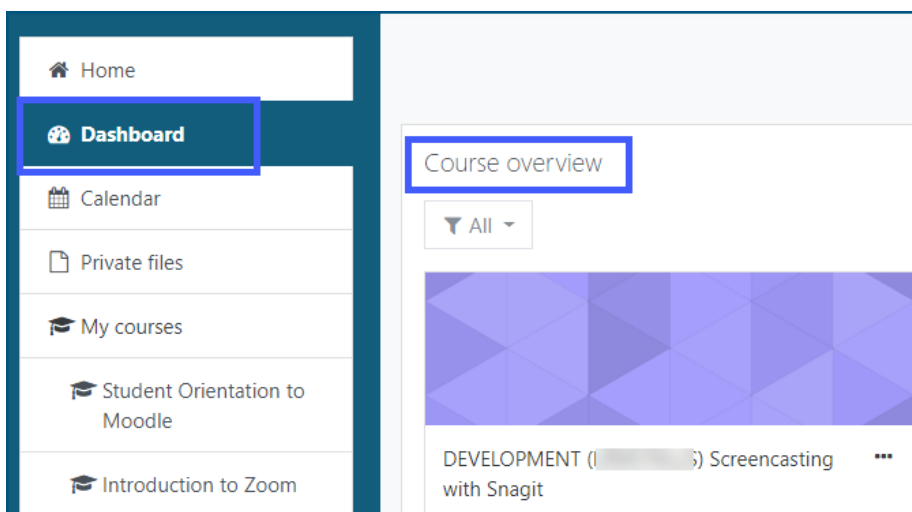 Home
Dashboard
Calendar
Private files
My courses
Student Orientation to
Moodle
Introduction to Zoom
Course overview
All
DEVELOPMENT ( S) Screencasting
with Snagit